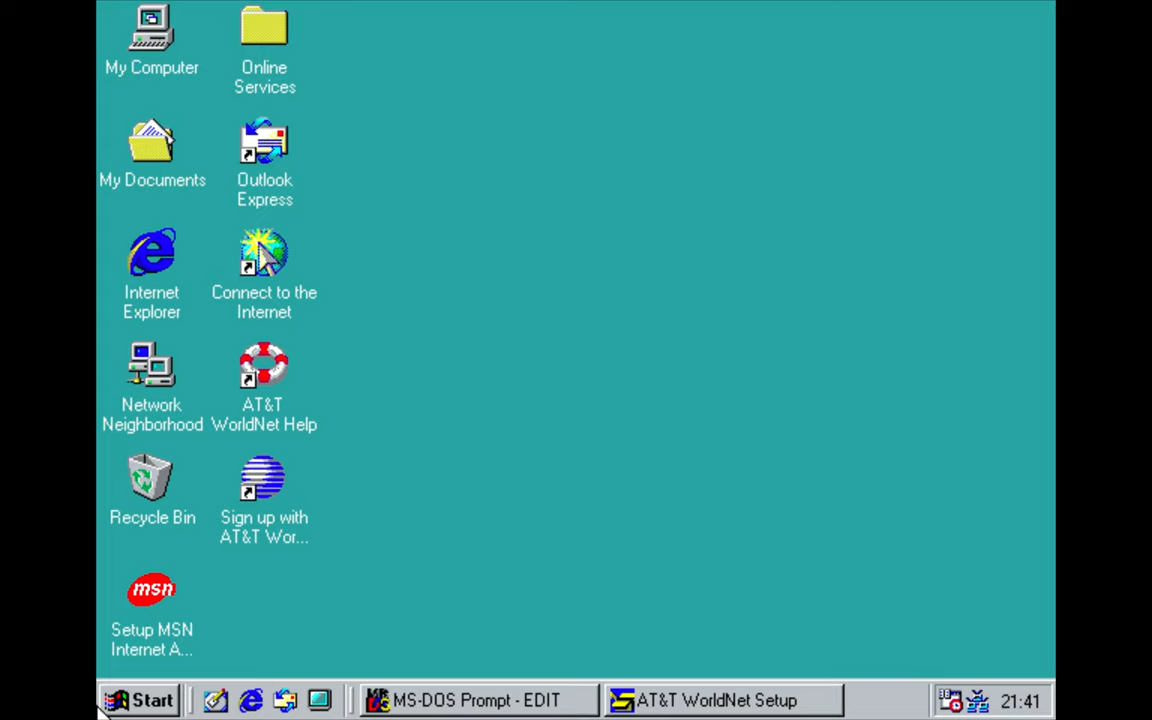 My Computer
Online
Services
My Documents
Outlook
Express
Internet
Explorer
Connect to the
Internet
Network
Neighborhood
AT&T
WorldNet Help
Recycle Bin
Sign up with
AT&T Wor...
msn
Setup MSN
Internet A...
Start
MS-DOS Prompt - EDIT
AT&T WorldNet Setup
21:41